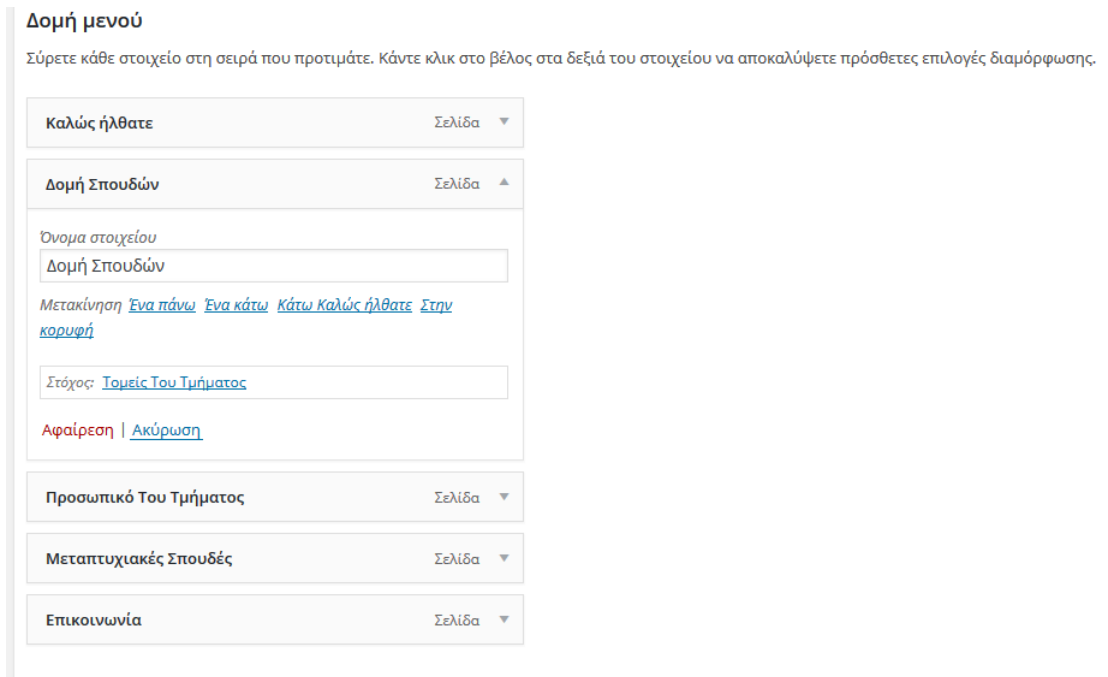 Δομή μενού
Σύρετε κάθε στοιχείο στη σειρά που προτιμάτε. Κάντε κλικ στο βέλος στα δεξιά του στοιχείου να αποκαλύψετε πρόσθετες επιλογές διαμόρφωσης.
Καλώς ήλθατε Σελίδα
Δομή Σπουδών Σελίδα
Όνομα στοιχείου
Δομή Σπουδών
Μετακίνηση Ένα πάνω Ένα κάτω Κάτω Καλώς ήλθατε Στην
κορυφή
Στόχος: Τομείς Του Τμήματος
Αφαίρεση | Ακύρωση
Προσωπικό Του Τμήματος Σελίδα
Μεταπτυχιακές Σπουδές Σελίδα
Επικοινωνία Σελίδα